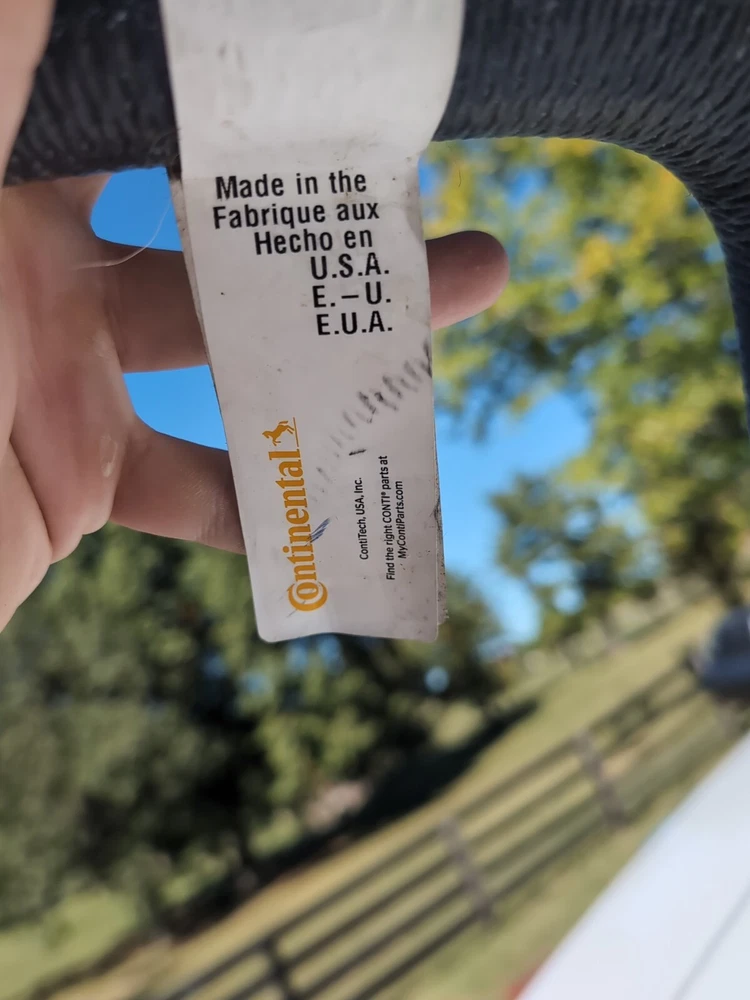 Made in the
Fabrique aux
Hecho en
U.S.A.
E.-U.
E.U.A.
Continental
ContiTech, USA, Inc.
Find the right CONTI® parts at
MyContiParts.com